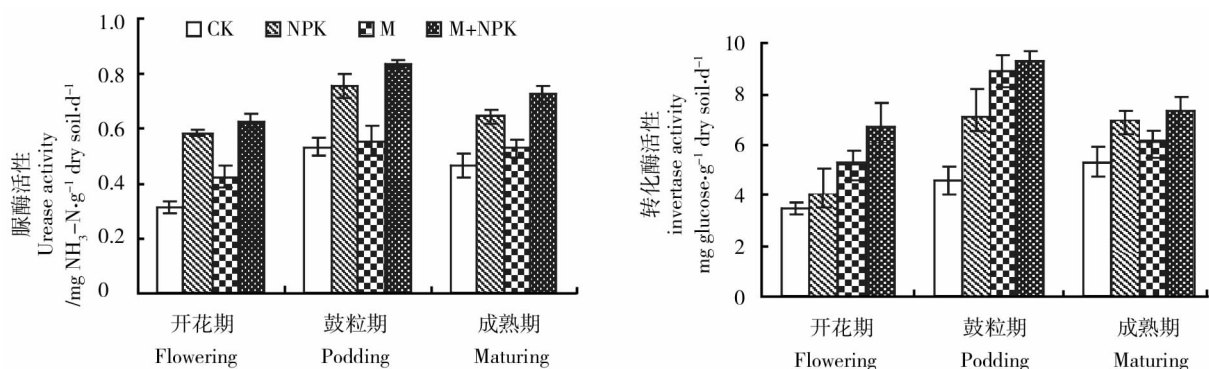 CK NPK M M+NPK
1.0
0.8
0.6
0.4
0.2
0
脲酶活性
Urease activity
/mg NH₃-N·g⁻¹ dry soil·d⁻¹
开花期 鼓粒期 成熟期
Flowering Podding Maturing
10
8
6
4
2
0
转化酶活性
invertase activity
mg glucose·g⁻¹ dry soil·d⁻¹
开花期 鼓粒期 成熟期
Flowering Podding Maturing